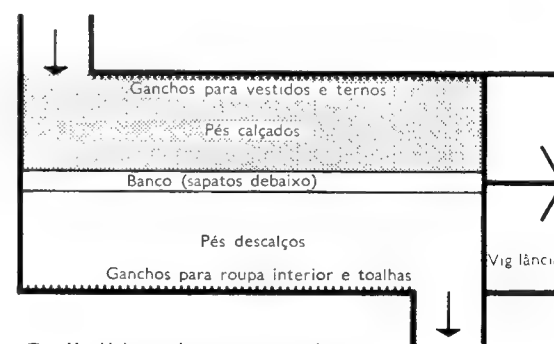 Ganchos para vestidos e ternos
Pés calçados
Banco (sapatos debaixo)
Pés descalços
Ganchos para roupa interior e toalhas